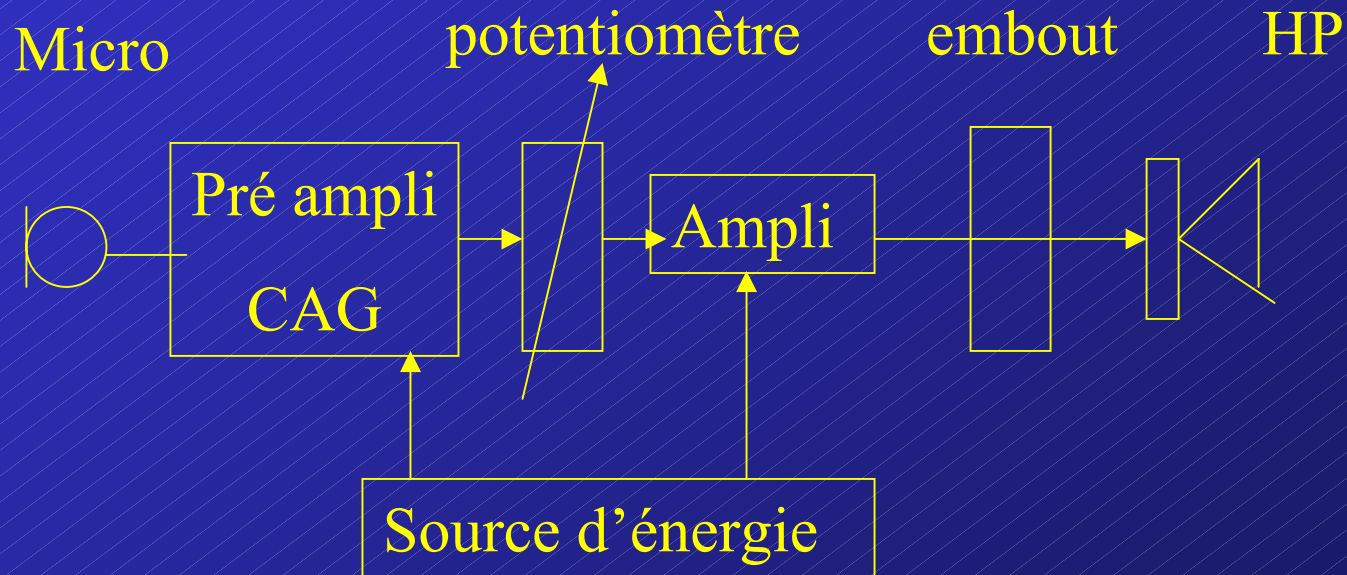 Micro
potentiomètre
embout
HP
Pré ampli
CAG
Ampli
Source d’énergie